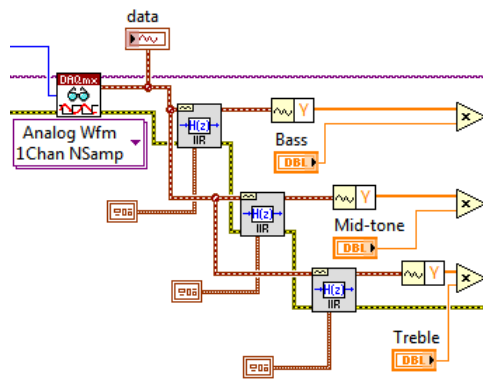 data
DAQmx
Analog Wfm
1Chan NSamp
H(z)
IIR
Y
Bass
DBL
H(z)
IIR
Y
Mid-tone
DBL
H(z)
IIR
Y
Treble
DBL